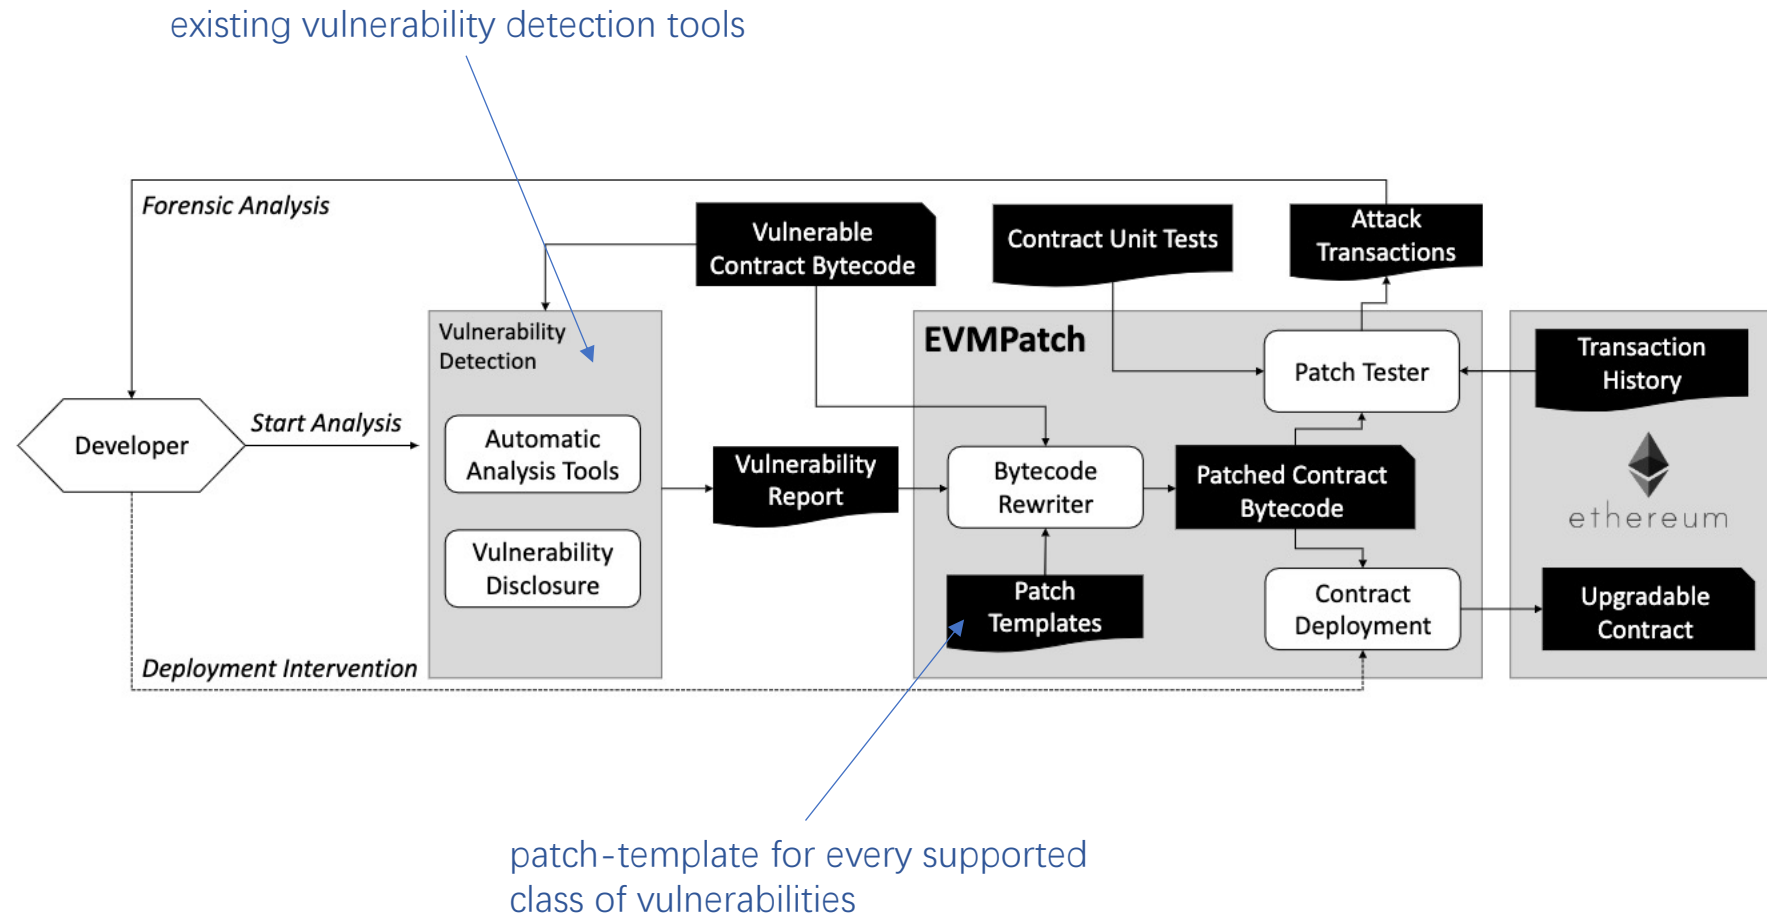 existing vulnerability detection tools
Forensic Analysis
Vulnerable
Contract Bytecode
Contract Unit Tests
Attack
Transactions
Vulnerability
Detection
EVMPatch
Patch Tester
Transaction
History
Developer
Start Analysis
Automatic
Analysis Tools
Vulnerability
Report
Bytecode
Rewriter
Patched Contract
Bytecode
ethereum
Vulnerability
Disclosure
Patch
Templates
Contract
Deployment
Upgradable
Contract
Deployment Intervention
patch-template for every supported
class of vulnerabilities